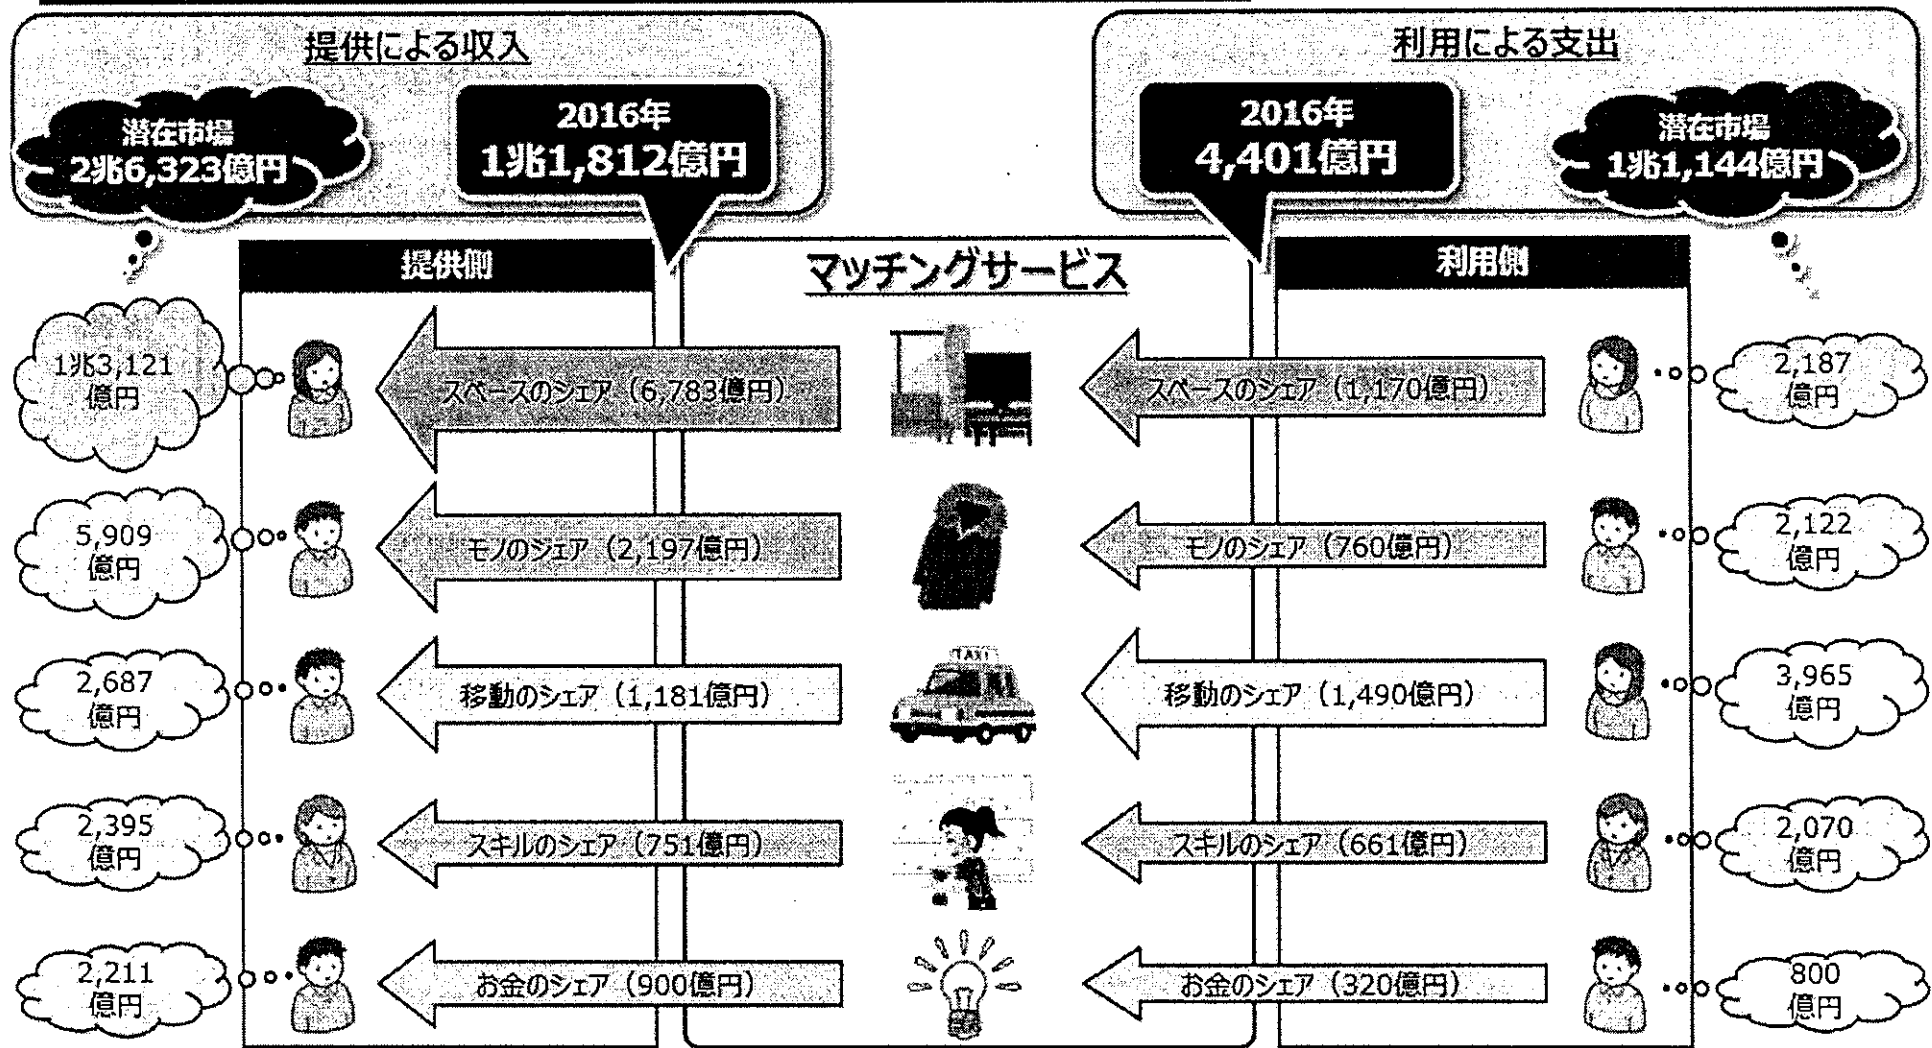 提供による収入
利用による支出
潜在市場
2兆6,323億円
2016年
1兆1,812億円
2016年
4,401億円
潜在市場
1兆1,144億円
提供側
マッチングサービス
利用側
1兆3,121
億円
スペースのシェア（6,783億円）
スペースのシェア（1,170億円）
2,187
億円
5,909
億円
モノのシェア（2,197億円）
モノのシェア（760億円）
2,122
億円
2,687
億円
移動のシェア（1,181億円）
TAXI
移動のシェア（1,490億円）
3,965
億円
2,395
億円
スキルのシェア（751億円）
スキルのシェア（661億円）
2,070
億円
2,211
億円
お金のシェア（900億円）
お金のシェア（320億円）
800
億円